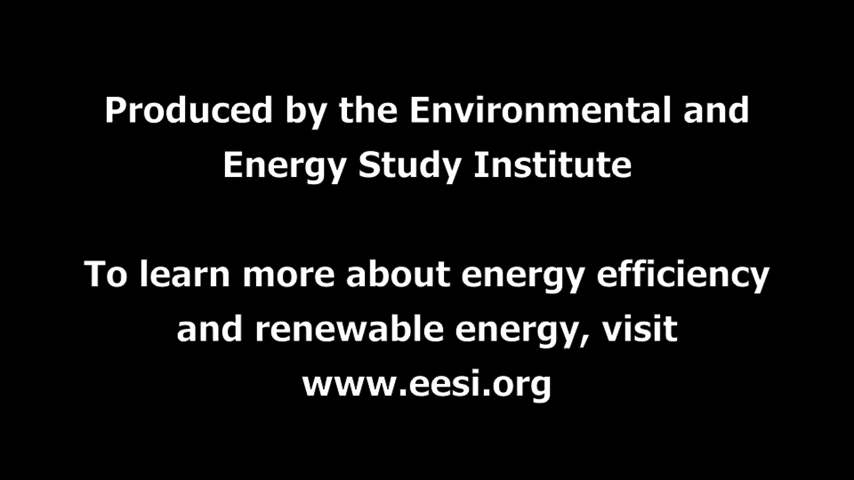 Produced by the Environmental and
Energy Study Institute
To learn more about energy efficiency
and renewable energy, visit
www.eesi.org